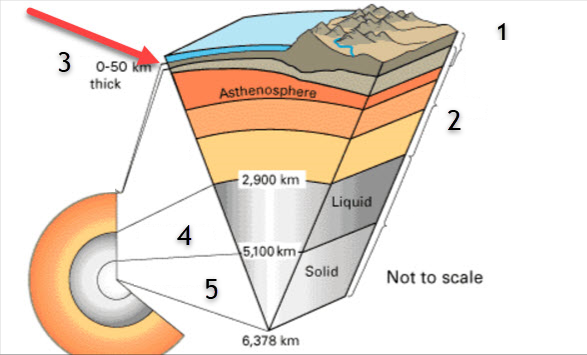 1
3
0-50 km
thick
Asthenosphere
2
2,900 km
Liquid
4
5,100 km
Solid
5
Not to scale
6,378 km